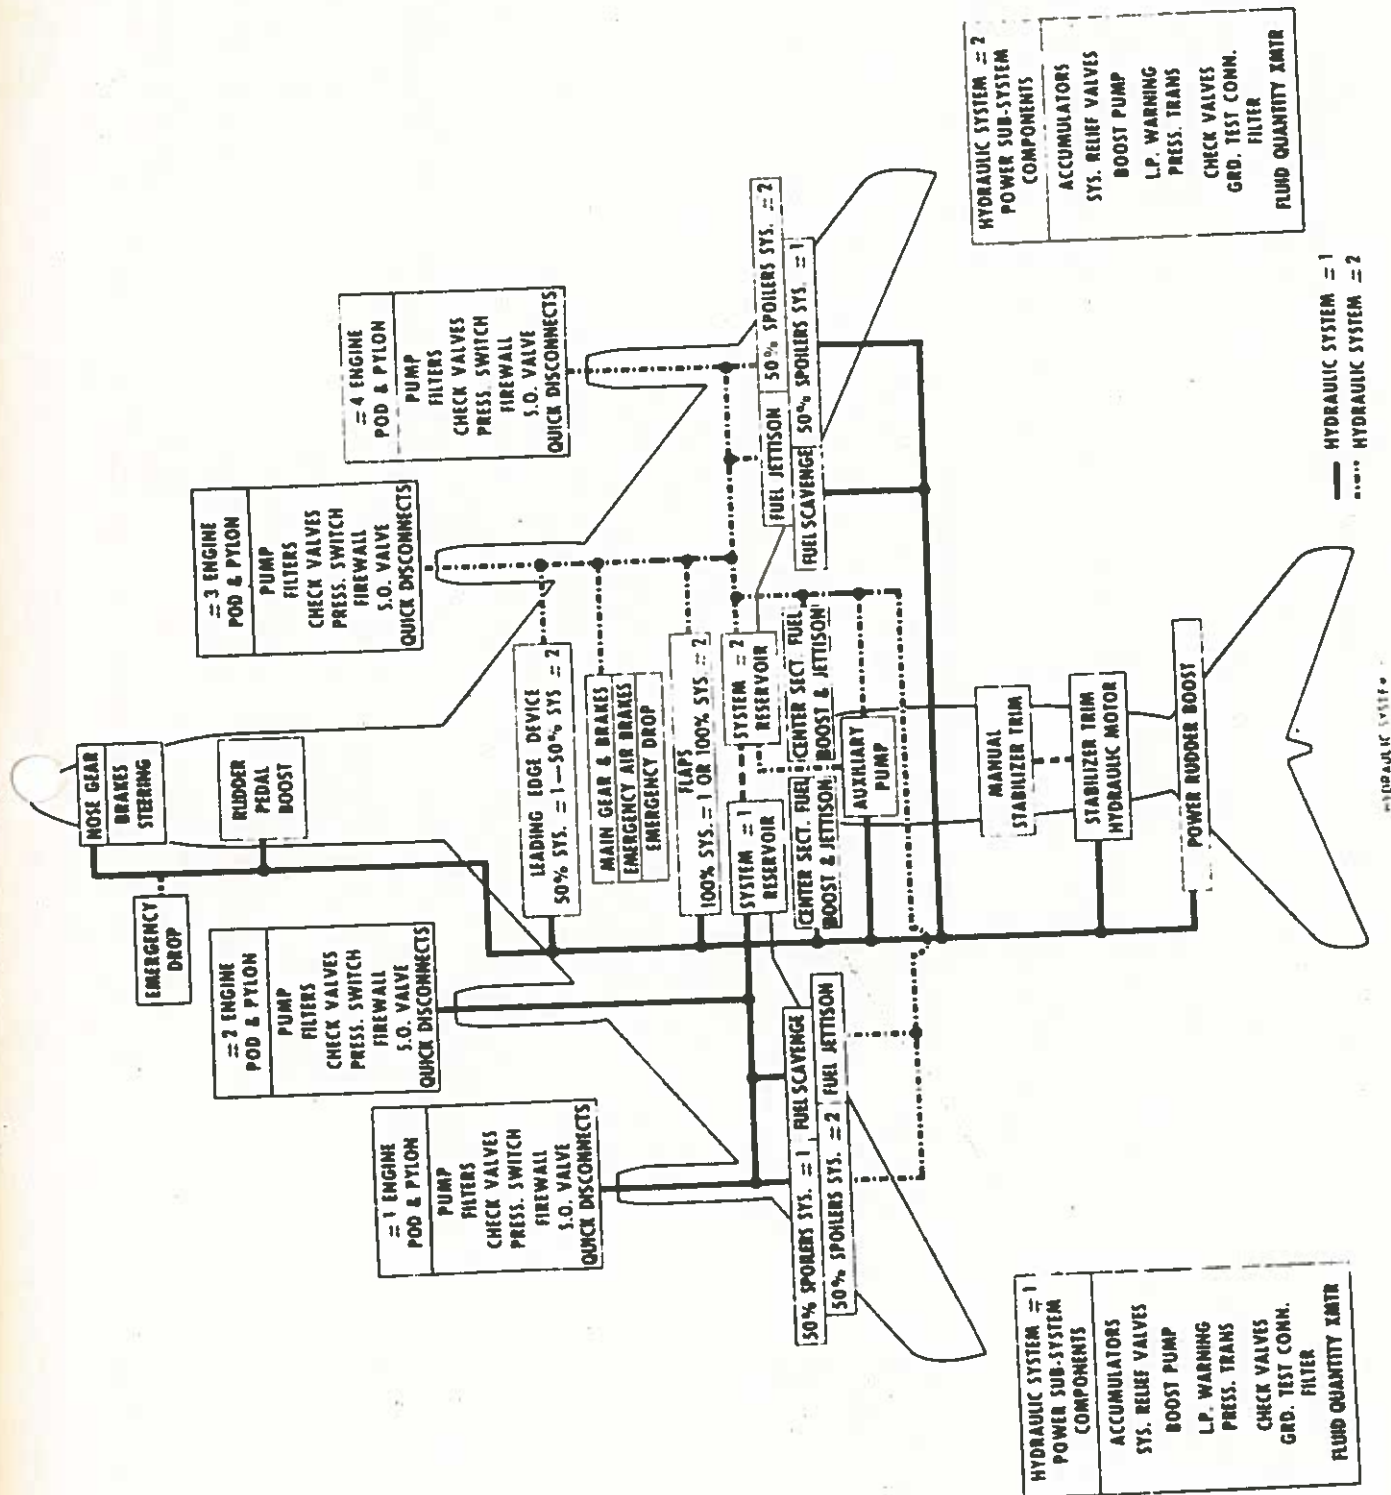 NOSE GEAR
BRAKES
STEERING
EMERGENCY
DROP
RUDDER
PEDAL
BOOST
= 1 ENGINE
POD & PYLON
PUMP
FILTERS
CHECK VALVES
PRESS. SWITCH
FIREWALL
S.O. VALVE
QUICK DISCONNECTS
= 2 ENGINE
POD & PYLON
PUMP
FILTERS
CHECK VALVES
PRESS. SWITCH
FIREWALL
S.O. VALVE
QUICK DISCONNECTS
= 3 ENGINE
POD & PYLON
PUMP
FILTERS
CHECK VALVES
PRESS. SWITCH
FIREWALL
S.O. VALVE
QUICK DISCONNECTS
= 4 ENGINE
POD & PYLON
PUMP
FILTERS
CHECK VALVES
PRESS. SWITCH
FIREWALL
S.O. VALVE
QUICK DISCONNECTS
LEADING EDGE DEVICE
50% SYS. = 1—50% SYS = 2
MAIN GEAR & BRAKES
EMERGENCY AIR BRAKES
EMERGENCY DROP
FLAPS
100% SYS. = 1 OR 100% SYS. = 2
SYSTEM = 1
RESERVOIR
SYSTEM = 2
RESERVOIR
CENTER SECT. FUEL
BOOST & JETTISON
CENTER SECT. FUEL
BOOST & JETTISON
AUXILIARY
PUMP
50% SPOILERS SYS. = 1
FUEL SCAVENGE
50% SPOILERS SYS. = 2
FUEL JETTISON
FUEL JETTISON
50% SPOILERS SYS. = 2
FUEL SCAVENGE
50% SPOILERS SYS. = 1
MANUAL
STABILIZER TRIM
STABILIZER TRIM
HYDRAULIC MOTOR
POWER RUDDER BOOST
HYDRAULIC SYSTEM = 1
POWER SUB-SYSTEM
COMPONENTS
ACCUMULATORS
SYS. RELIEF VALVES
BOOST PUMP
L.P. WARNING
PRESS. TRANS
CHECK VALVES
GRD. TEST CONN.
FILTER
FLUID QUANTITY XMTR
HYDRAULIC SYSTEM = 2
POWER SUB-SYSTEM
COMPONENTS
ACCUMULATORS
SYS. RELIEF VALVES
BOOST PUMP
L.P. WARNING
PRESS. TRANS
CHECK VALVES
GRD. TEST CONN.
FILTER
FLUID QUANTITY XMTR
HYDRAULIC SYSTEM = 1
HYDRAULIC SYSTEM = 2